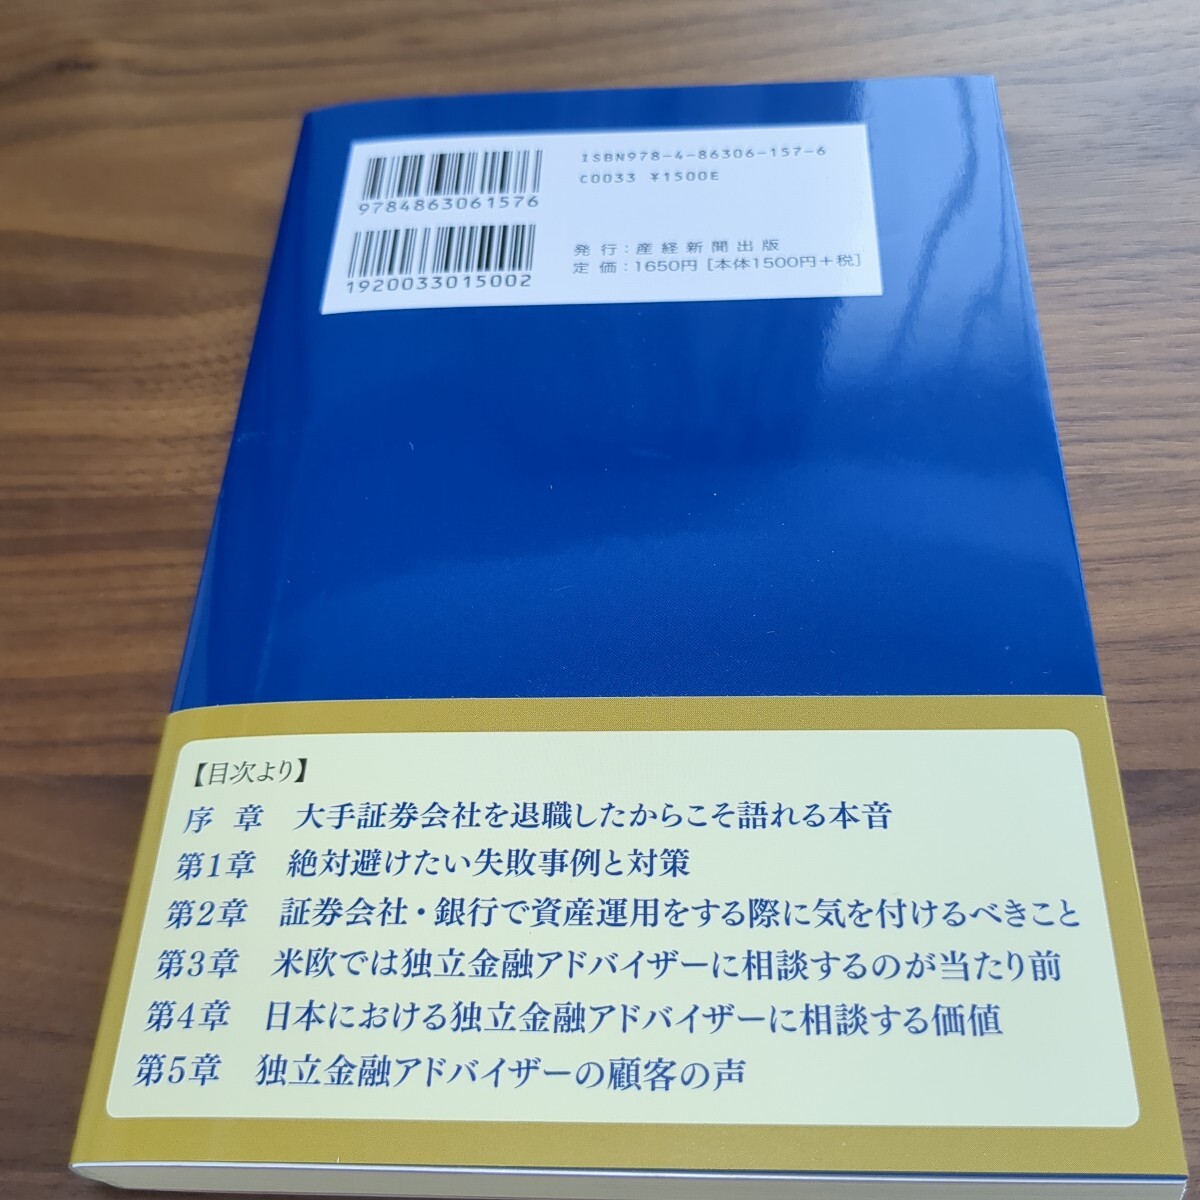 9784863061576
ISBN978-4-86306-157-6
C0033 ¥1500E
1920033015002
発行：産経新聞出版
定価：1650円［本体1500円＋税］
【目次より】
序 章 大手証券会社を退職したからこそ語れる本音
第1章 絶対避けたい失敗事例と対策
第2章 証券会社・銀行で資産運用をする際に気を付けるべきこと
第3章 米欧では独立金融アドバイザーに相談するのが当たり前
第4章 日本における独立金融アドバイザーに相談する価値
第5章 独立金融アドバイザーの顧客の声